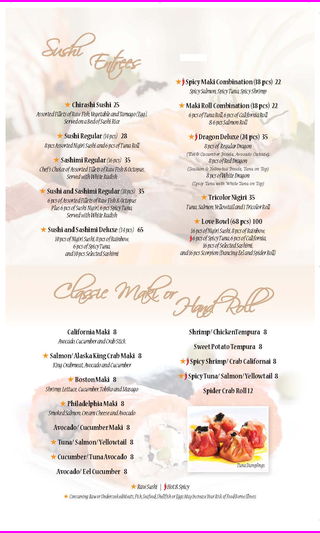 Sushi
Entrees
★ Chirashi Sushi 25
Assorted Fillets of Raw Fish, Vegetable and Tamago (Egg),
Served on a Bed of Sushi Rice
★ Sushi Regular (14 pcs) 28
8 pcs Assorted Nigiri Sushi and 6 pcs of Tuna Roll
★ Sashimi Regular (16 pcs) 35
Chef's Choice of Assorted Fillets of Raw Fish & Octopus
Served with White Radish
★ Sushi and Sashimi Regular (18 pcs) 35
6 pcs of Assorted Fillets of Raw Fish & Octopus
Plus 6 pcs of Sushi Nigiri, 6 pcs Spicy Tuna
Served with White Radish
★ Sushi and Sashimi Deluxe (34 pcs) 65
10 pcs of Nigiri Sushi, 8 pcs of Rainbow,
6 pcs of Spicy Tuna
and 10 pcs Selected Sashimi
★ Spicy Maki Combination (18 pcs) 22
Spicy Salmon, Spicy Tuna, Spicy Shrimp
★ Maki Roll Combination (18 pcs) 22
6 pcs of Tuna Roll, 6 pcs of California Roll
& 6 pcs Salmon Roll
★ Dragon Deluxe (24 pcs) 35
8 pcs of Regular Dragon
(Eel & Cucumber Inside, Avocado Outside),
8 pcs of Red Dragon
Tuna on Top)
8 pcs of White Dragon
(Spicy Tuna with White Tuna on Top)
★ Tricolor Nigiri 35
Tuna, Salmon, Yellowtail and Tricolor Roll
★ Love Bowl (68 pcs) 100
16 pcs of Nigiri Sushi, 8 pcs of Rainbow,
6 pcs of Spicy Tuna, 6 pcs of California,
16 pcs of Selected Sashimi,
and 16 pcs Scorpion (Dancing Eel and Spider Roll)
Classic Maki or
Hand Roll
California Maki 8
Avocado Cucumber and Crab Stick
★ Salmon/ Alaska King Crab Maki 8
King Crabmeat, Avocado and Cucumber
★ Boston Maki 8
Shrimp, Lettuce, Cucumber, Tobiko and Masago
★ Philadelphia Maki 8
Smoked Salmon, Cream Cheese and Avocado
Avocado/ Cucumber Maki 8
★ Tuna/ Salmon/Yellowtail 8
★ Cucumber/ Tuna Avocado 8
Avocado/ Eel Cucumber 8
Shrimp/ Chicken Tempura 8
Sweet Potato Tempura 8
★ Spicy Shrimp/ Crab California 8
★ Spicy Tuna/ Salmon/ Yellowtail 8
Spider Crab Roll 12
Tuna Dumplings
★ Raw Sushi | Hot & Spicy
★ Consuming Raw or Undercooked Meats, Fish, Seafood, Shellfish or Eggs May Increase Your Risk of Food Borne Illness